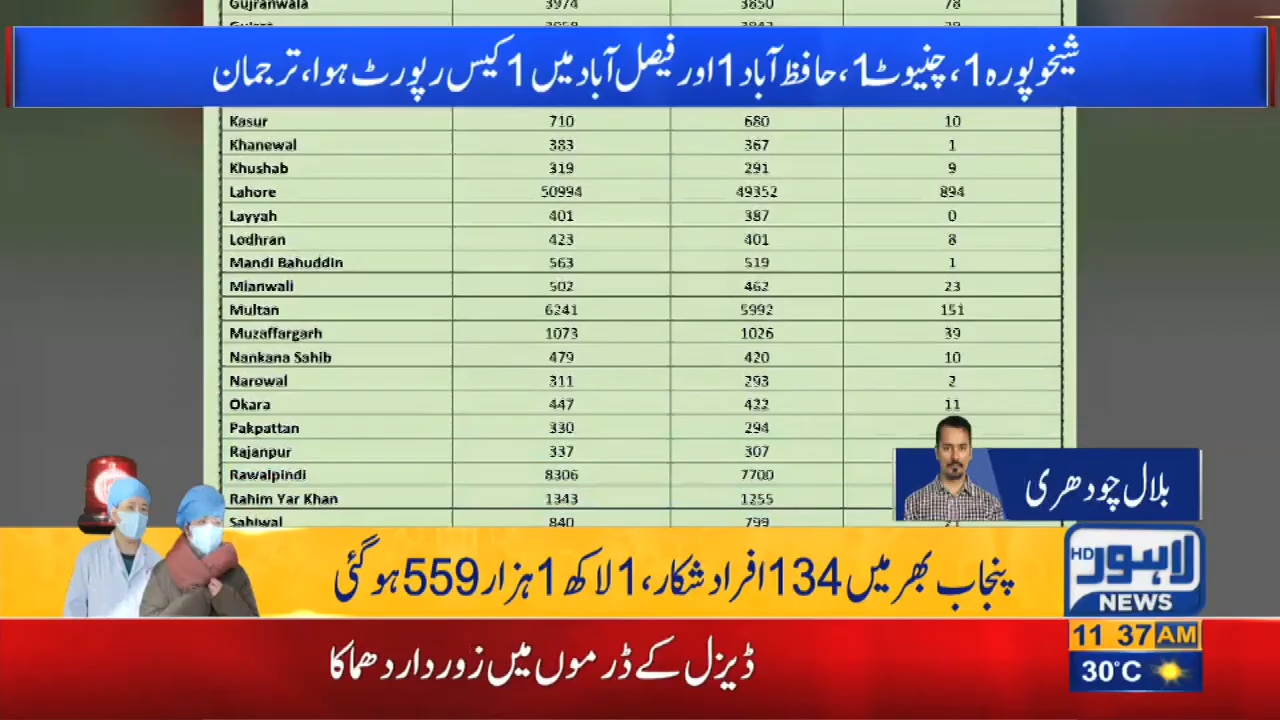 Gujranwala 3974 3850 78
شیخوپورہ 1، چنیوٹ 1، حافظ آباد 1 اور فیصل آباد میں 1 کیس رپورٹ ہوا، ترجمان
Kasur 710 680 10
Khanewal 383 367 1
Khushab 319 291 9
Lahore 50994 49352 894
Layyah 401 387 0
Lodhran 423 401 8
Mandi Bahuddin 563 519 1
Mianwali 502 462 23
Multan 6241 5992 151
Muzaffargarh 1073 1026 39
Nankana Sahib 479 420 10
Narowal 311 293 2
Okara 447 422 11
Pakpattan 330 294
Rajanpur 337 307
Rawalpindi 8306 7700
Rahim Yar Khan 1343 1255
Sahiwal 840 799
بلال چودھری
پنجاب بھر میں 134 افراد شکار، 1 لاکھ 1 ہزار 559 ہوگئی
HD لاہور
NEWS
ڈیزل کے ڈرموں میں زوردار دھماکا
11 37 AM
30°C